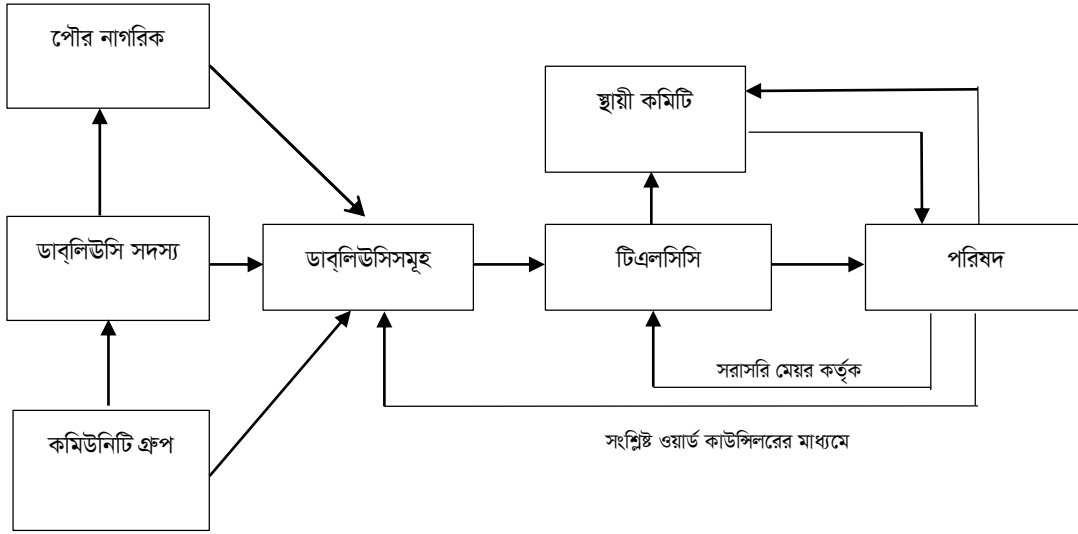 পৌর নাগরিক
স্থায়ী কমিটি
ডাব্‌লিউসি সদস্য
ডাব্‌লিউসিসমূহ
টিএলসিসি
পরিষদ
সরাসরি মেয়র কর্তৃক
কমিউনিটি গ্রুপ
সংশ্লিষ্ট ওয়ার্ড কাউন্সিলরের মাধ্যমে